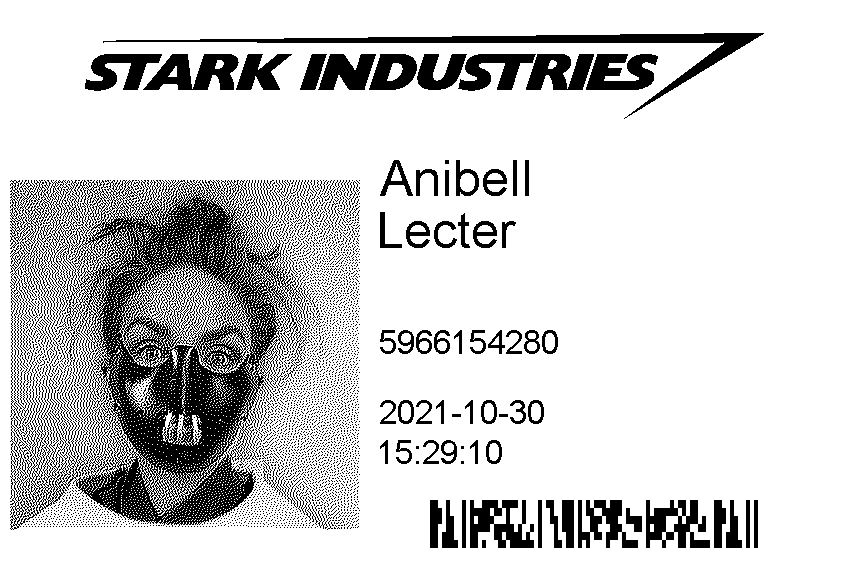 STARK INDUSTRIES
Anibell
Lecter
5966154280
2021-10-30
15:29:10